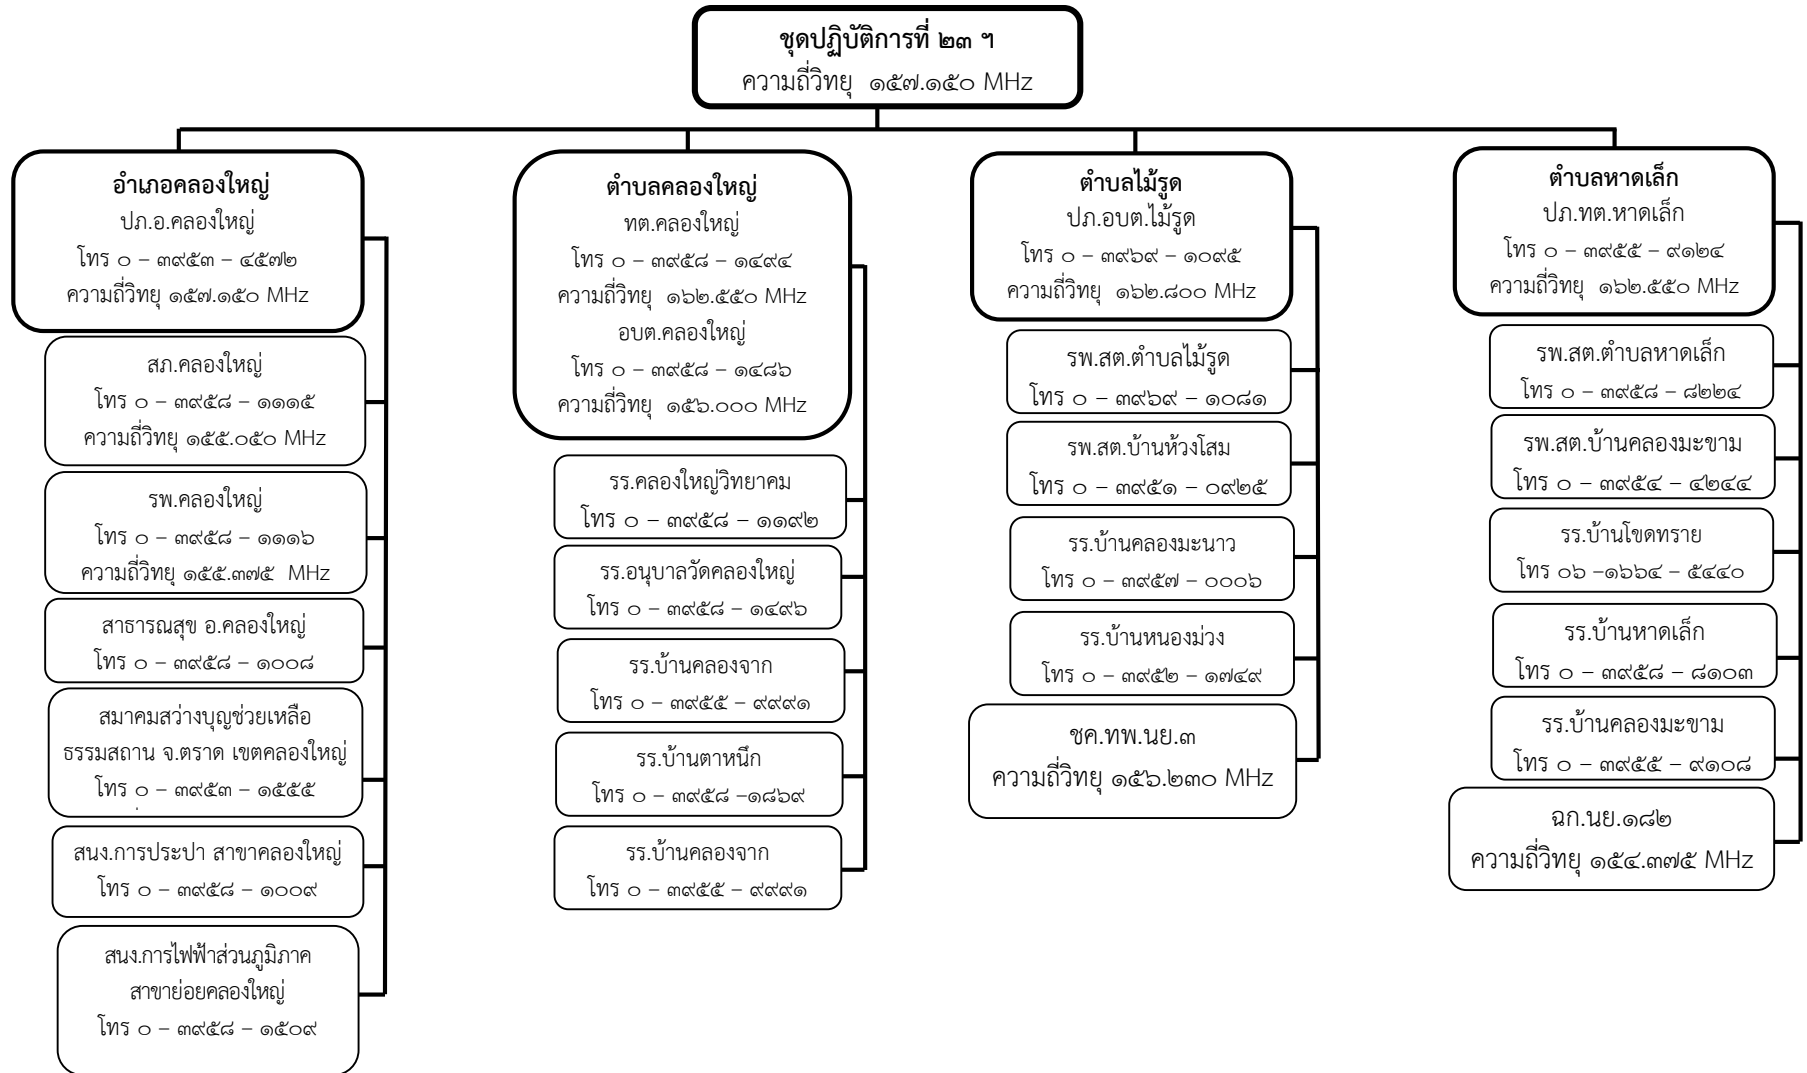 ชุดปฏิบัติการที่ ๒๓ ฯ
ความถี่วิทยุ ๑๕๗.๑๕๐ MHz
อำเภอคลองใหญ่
ปภ.อ.คลองใหญ่
โทร ๐ – ๓๙๕๓ – ๔๕๗๒
ความถี่วิทยุ ๑๕๗.๑๕๐ MHz
สภ.คลองใหญ่
โทร ๐ – ๓๙๕๘ – ๑๑๑๕
ความถี่วิทยุ ๑๕๕.๐๕๐ MHz
รพ.คลองใหญ่
โทร ๐ – ๓๙๕๘ – ๑๑๑๖
ความถี่วิทยุ ๑๕๕.๓๗๕ MHz
สาธารณสุข อ.คลองใหญ่
โทร ๐ – ๓๙๕๘ – ๑๐๐๘
สมาคมสว่างบุญช่วยเหลือ
ธรรมสถาน จ.ตราด เขตคลองใหญ่
โทร ๐ – ๓๙๕๓ – ๑๕๕๕
สนง.การประปา สาขาคลองใหญ่
โทร ๐ – ๓๙๕๘ – ๑๐๐๙
สนง.การไฟฟ้าส่วนภูมิภาค
สาขาย่อยคลองใหญ่
โทร ๐ – ๓๙๕๘ – ๑๕๐๙
ตำบลคลองใหญ่
ทต.คลองใหญ่
โทร ๐ – ๓๙๕๘ – ๑๔๙๔
ความถี่วิทยุ ๑๖๒.๕๕๐ MHz
อบต.คลองใหญ่
โทร ๐ – ๓๙๕๘ – ๑๔๘๖
ความถี่วิทยุ ๑๕๖.๐๐๐ MHz
รร.คลองใหญ่วิทยาคม
โทร ๐ – ๓๙๕๘ – ๑๑๙๒
รร.อนุบาลวัดคลองใหญ่
โทร ๐ – ๓๙๕๘ – ๑๔๙๖
รร.บ้านคลองจาก
โทร ๐ – ๓๙๕๕ – ๙๙๙๑
รร.บ้านตาหนึก
โทร ๐ – ๓๙๕๘ –๑๘๖๙
รร.บ้านคลองจาก
โทร ๐ – ๓๙๕๕ – ๙๙๙๑
ตำบลไม้รูด
ปภ.อบต.ไม้รูด
โทร ๐ – ๓๙๖๙ – ๑๐๙๕
ความถี่วิทยุ ๑๖๒.๘๐๐ MHz
รพ.สต.ตำบลไม้รูด
โทร ๐ – ๓๙๖๙ – ๑๐๘๑
รพ.สต.บ้านห้วงโสม
โทร ๐ – ๓๙๕๑ – ๐๙๒๕
รร.บ้านคลองมะนาว
โทร ๐ – ๓๙๕๗ – ๐๐๐๖
รร.บ้านหนองม่วง
โทร ๐ – ๓๙๕๒ – ๑๗๔๙
ชค.ทพ.นย.๓
ความถี่วิทยุ ๑๕๖.๒๓๐ MHz
ตำบลหาดเล็ก
ปภ.ทต.หาดเล็ก
โทร ๐ – ๓๙๕๕ – ๙๑๒๔
ความถี่วิทยุ ๑๖๒.๕๕๐ MHz
รพ.สต.ตำบลหาดเล็ก
โทร ๐ – ๓๙๕๘ – ๘๒๒๔
รพ.สต.บ้านคลองมะขาม
โทร ๐ – ๓๙๕๔ – ๔๒๔๔
รร.บ้านโขดทราย
โทร ๐๖ –๑๖๖๔ – ๕๔๔๐
รร.บ้านหาดเล็ก
โทร ๐ – ๓๙๕๘ – ๘๑๐๓
รร.บ้านคลองมะขาม
โทร ๐ – ๓๙๕๕ – ๙๑๐๘
ฉก.นย.๑๘๒
ความถี่วิทยุ ๑๕๔.๓๗๕ MHz